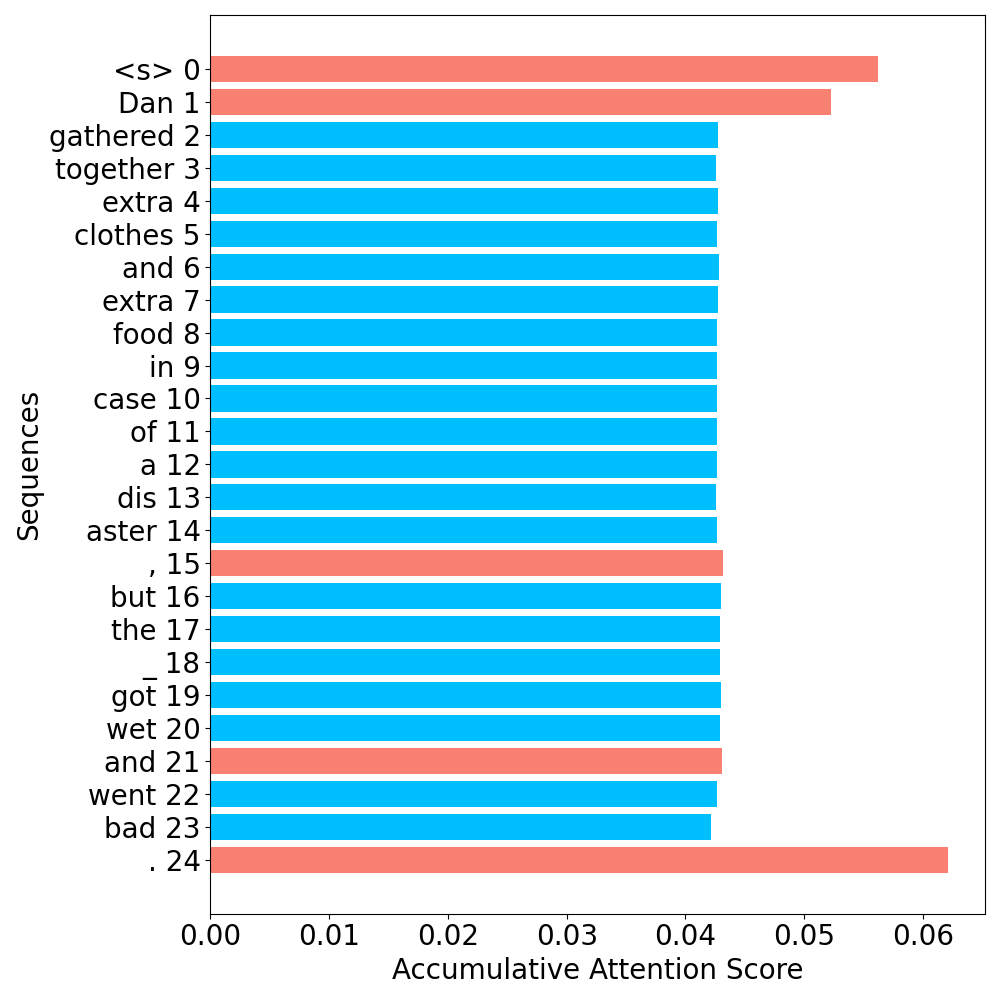 <s> 0
Dan 1
gathered 2
together 3
extra 4
clothes 5
and 6
extra 7
food 8
in 9
case 10
of 11
a 12
dis 13
aster 14
, 15
but 16
the 17
_ 18
got 19
wet 20
and 21
went 22
bad 23
. 24
Sequences
0.00 0.01 0.02 0.03 0.04 0.05 0.06
Accumulative Attention Score